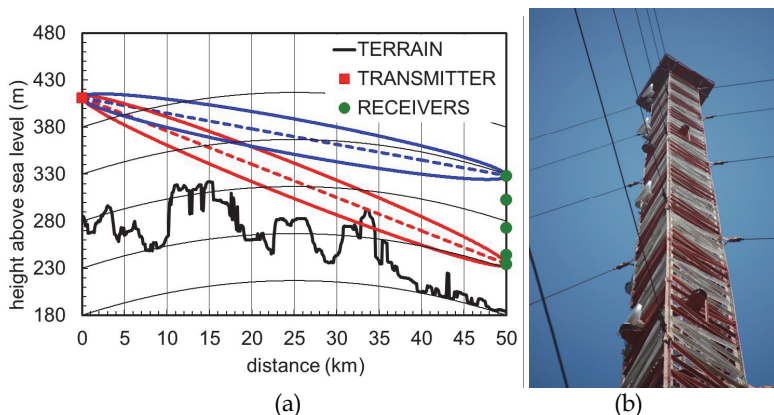 480
430
380
330
280
230
180
height above sea level (m)
TERRAIN
TRANSMITTER
RECEIVERS
0 5 10 15 20 25 30 35 40 45 50
distance (km)
(a)
(b)